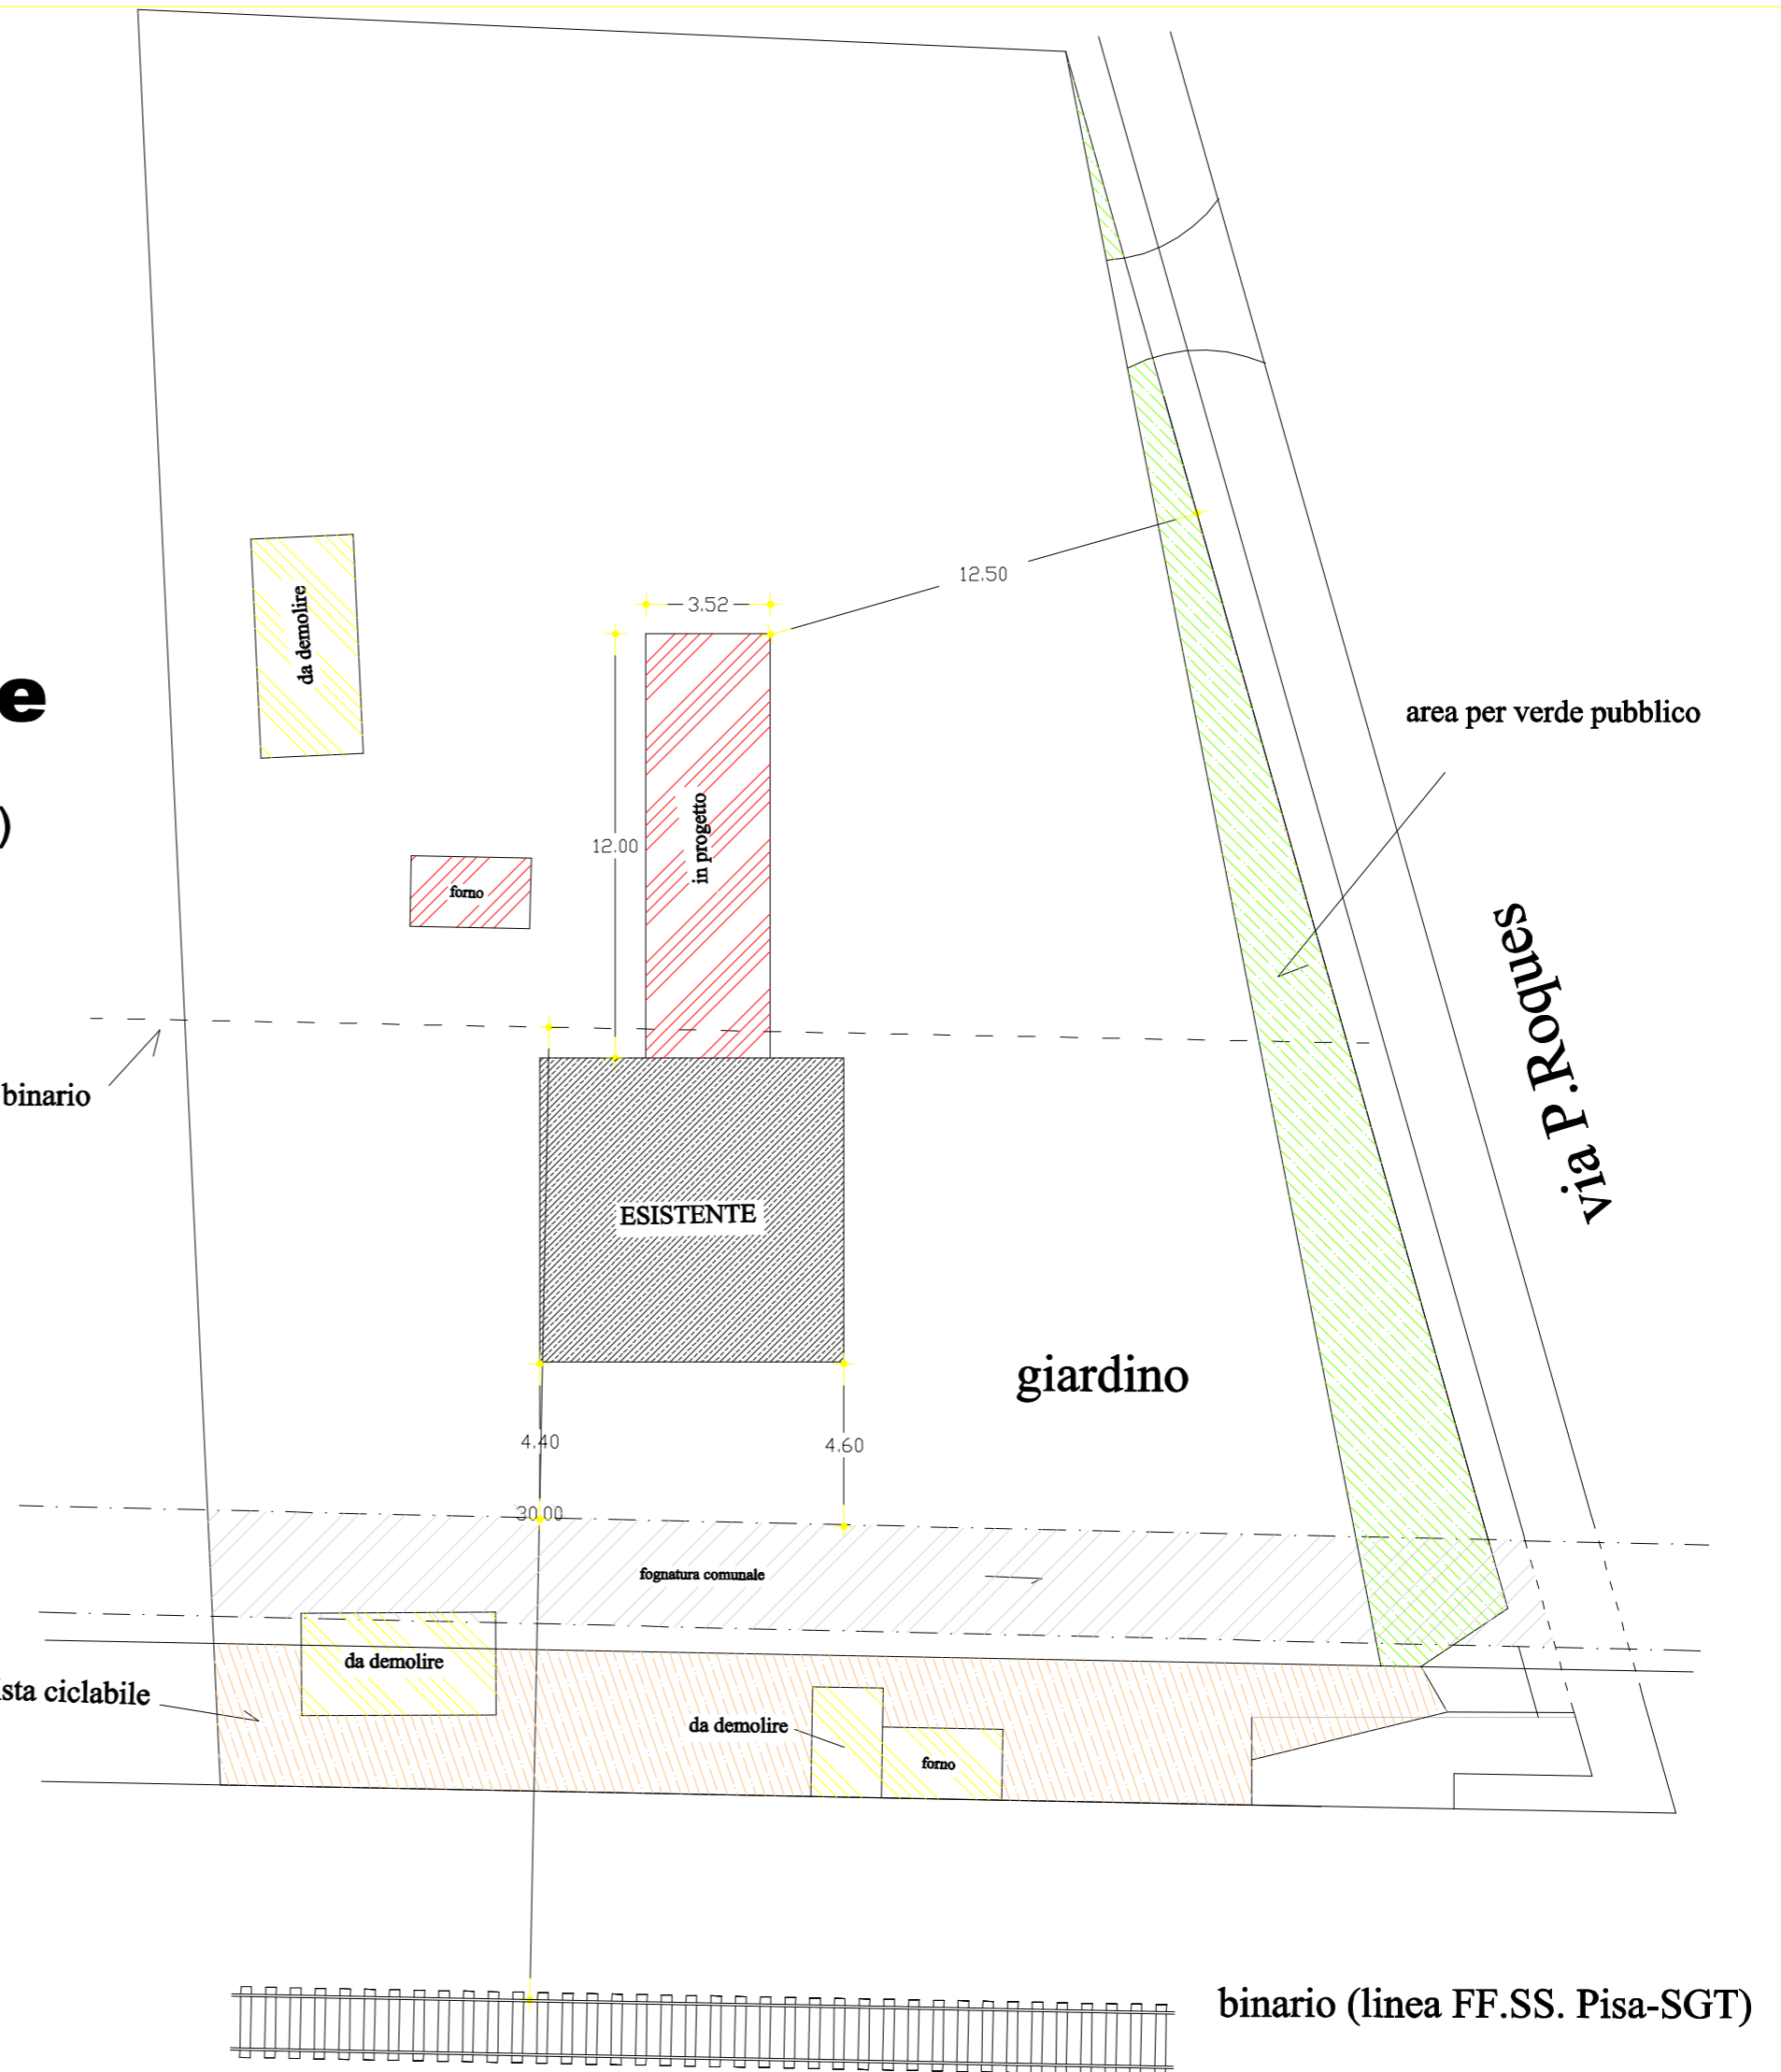 da demolire
3.52
12.50
e
area per verde pubblico
)
12.00
in progetto
forno
via P.Roques
binario
ESISTENTE
giardino
4.40
4.60
30.00
fognatura comunale
da demolire
sta ciclabile
da demolire
forno
binario (linea FF.SS. Pisa-SGT)